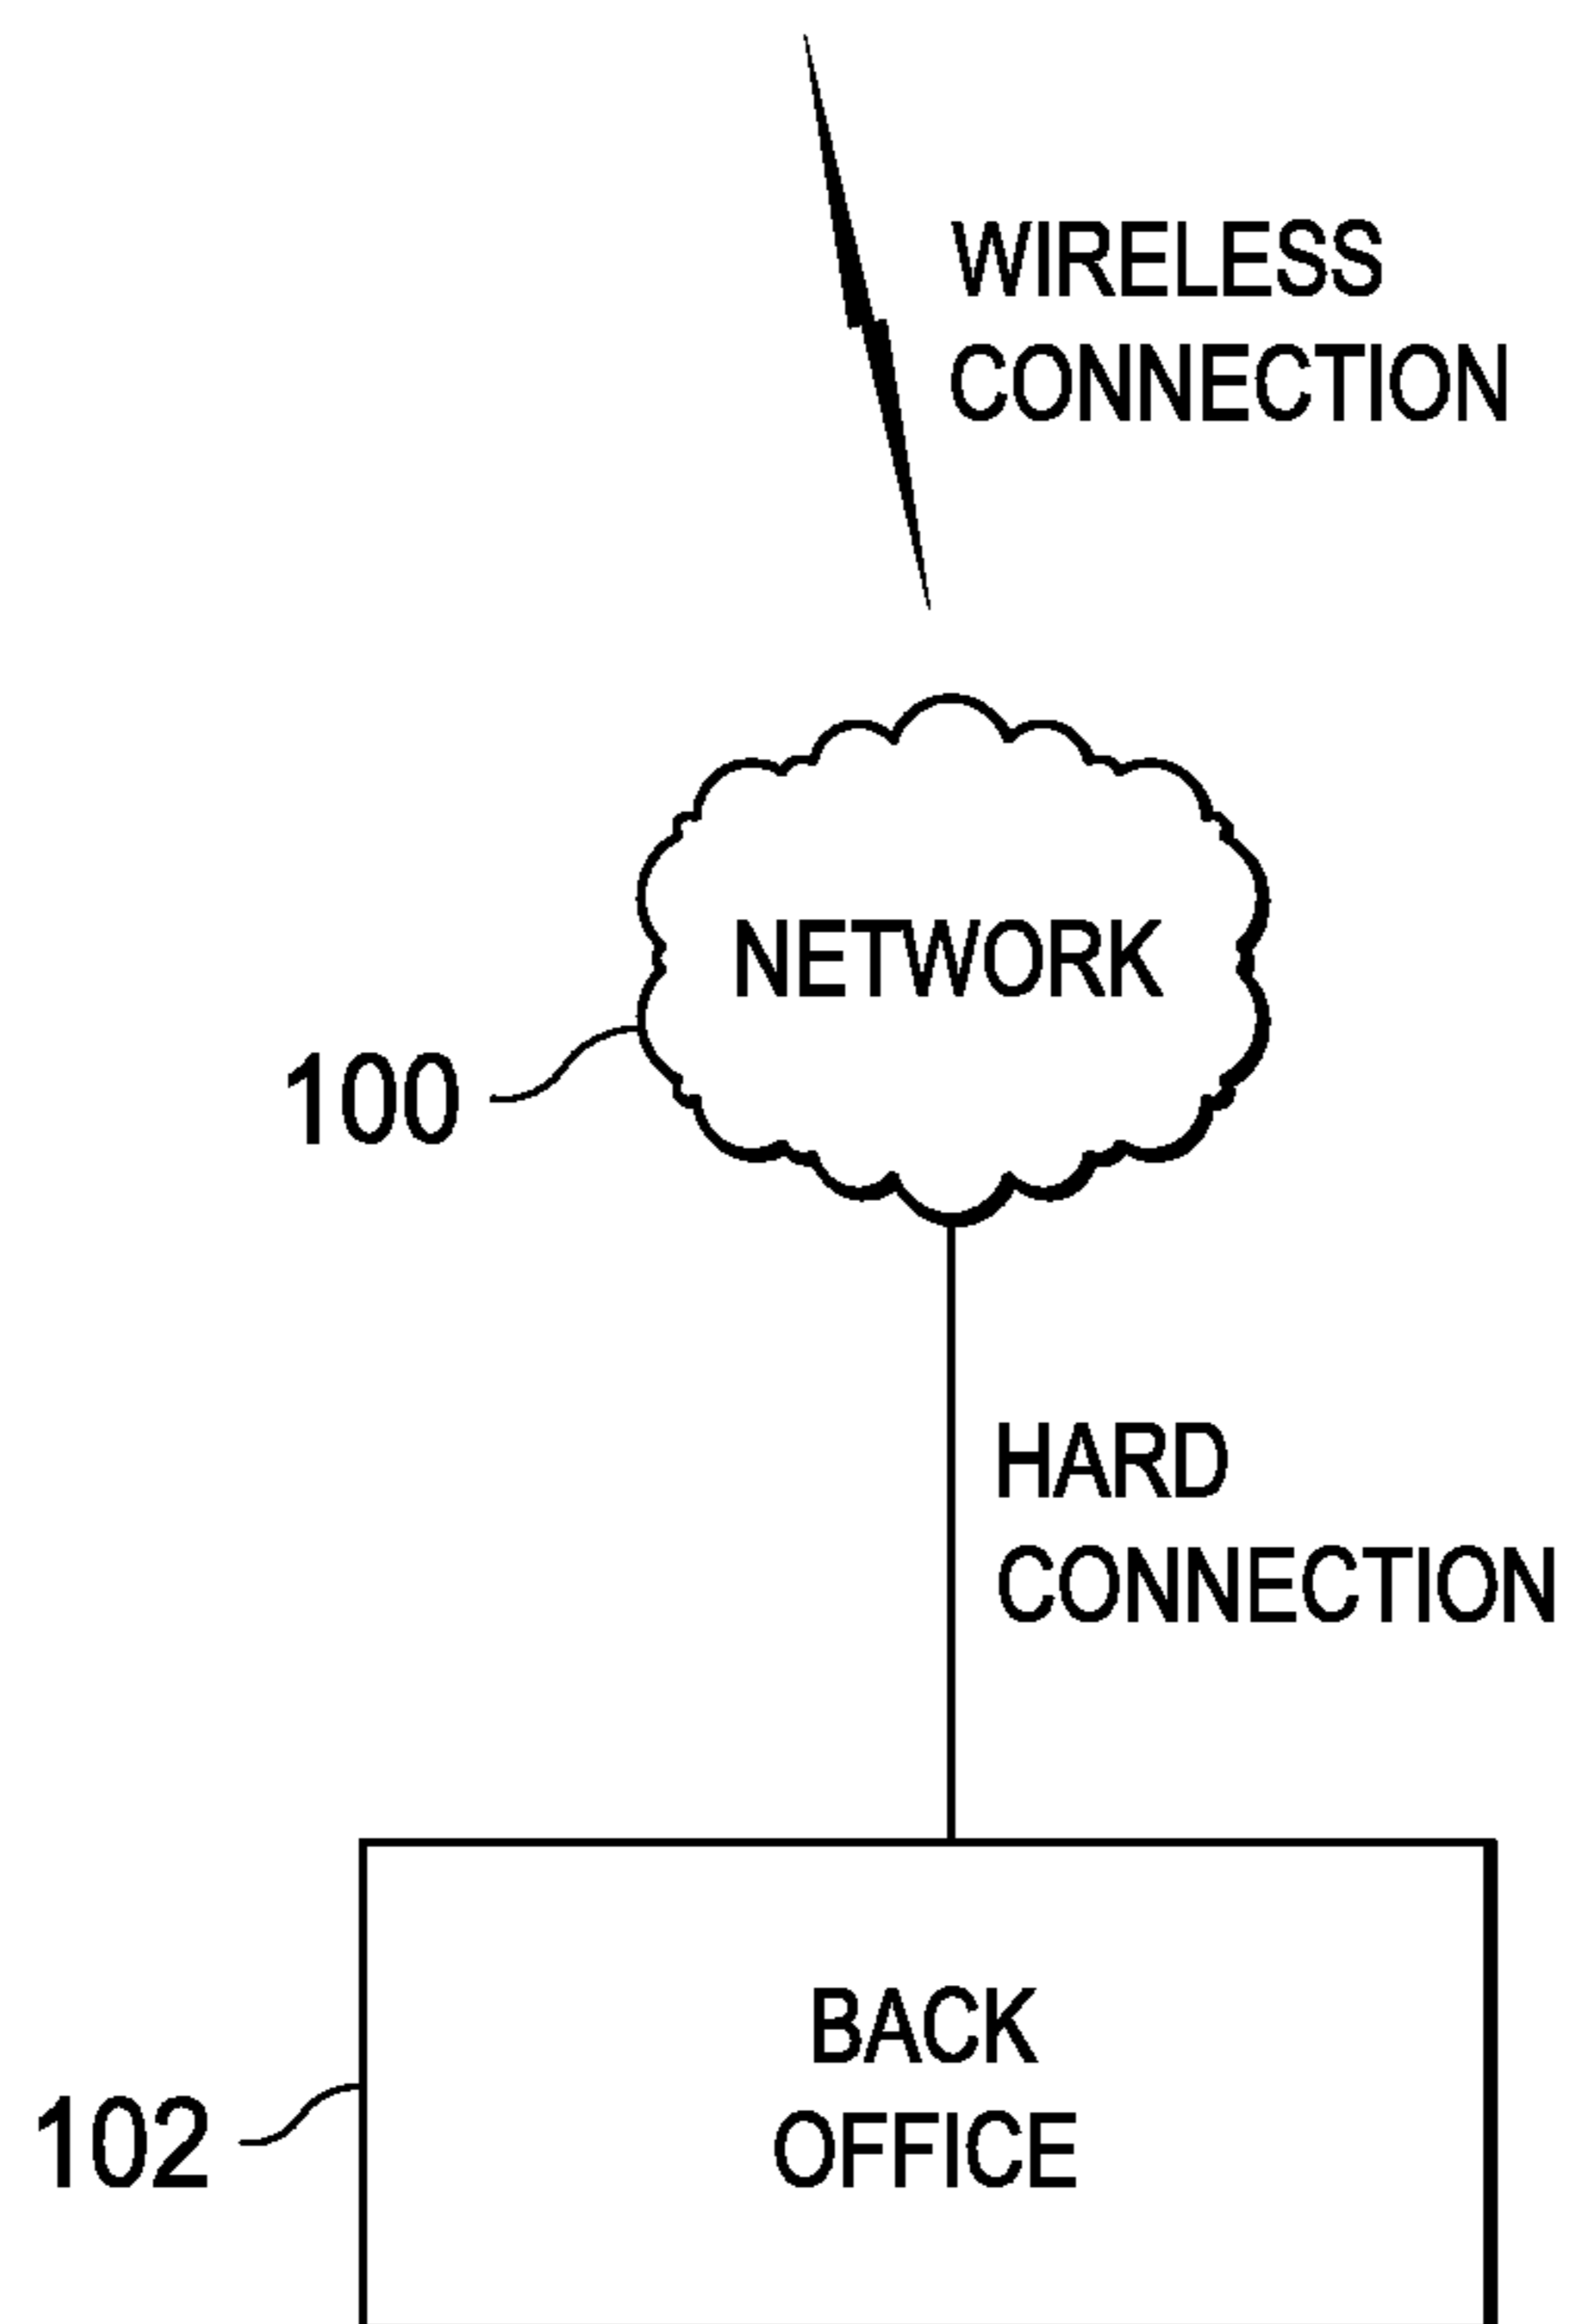 WIRELESS
CONNECTION
NETWORK
100
HARD
CONNECTION
BACK
OFFICE
102